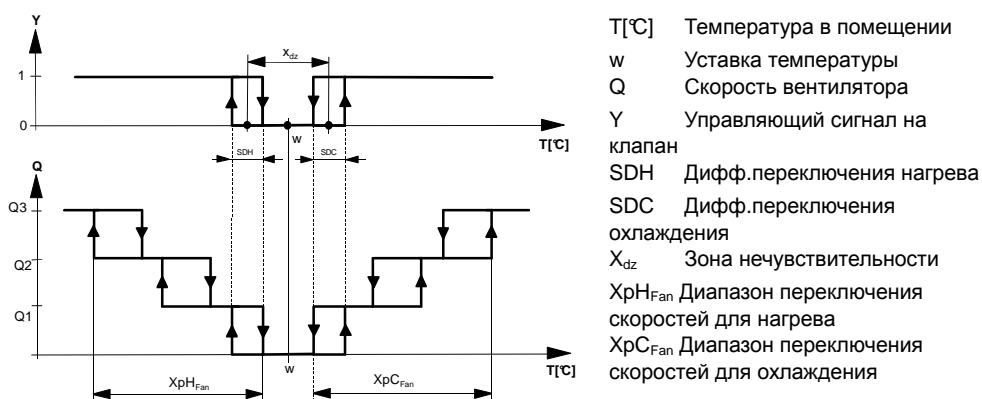 Y
X_dz
1
0
w
T[℃]
SDH
SDC
Q
Q3
Q2
Q1
w
T[℃]
XpH_Fan
XpC_Fan
T[℃] Температура в помещении
w Уставка температуры
Q Скорость вентилятора
Y Управляющий сигнал на
клапан
SDH Дифф.переключения нагрева
SDC Дифф.переключения
охлаждения
X_dz Зона нечувствительности
XpH_Fan Диапазон переключения
скоростей для нагрева
XpC_Fan Диапазон переключения
скоростей для охлаждения